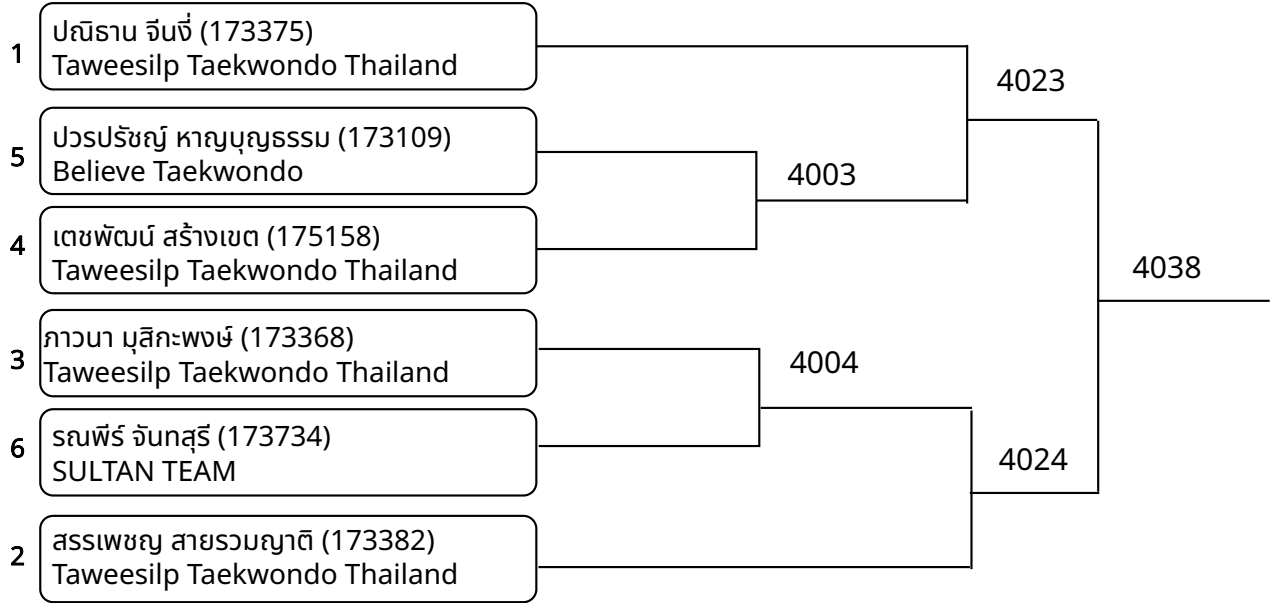 1
ปณิธาน จีนงี่ (173375)
Taweesilp Taekwondo Thailand
4023
5
ปวรปรัชญ์ หาญบุญธรรม (173109)
Believe Taekwondo
4003
4
เตชพัฒน์ สร้างเขต (175158)
Taweesilp Taekwondo Thailand
4038
3
ภาวนา มุสิกะพงษ์ (173368)
Taweesilp Taekwondo Thailand
4004
6
รณพีร์ จันทสุรี (173734)
SULTAN TEAM
4024
2
สรรเพชญ สายรวมญาติ (173382)
Taweesilp Taekwondo Thailand